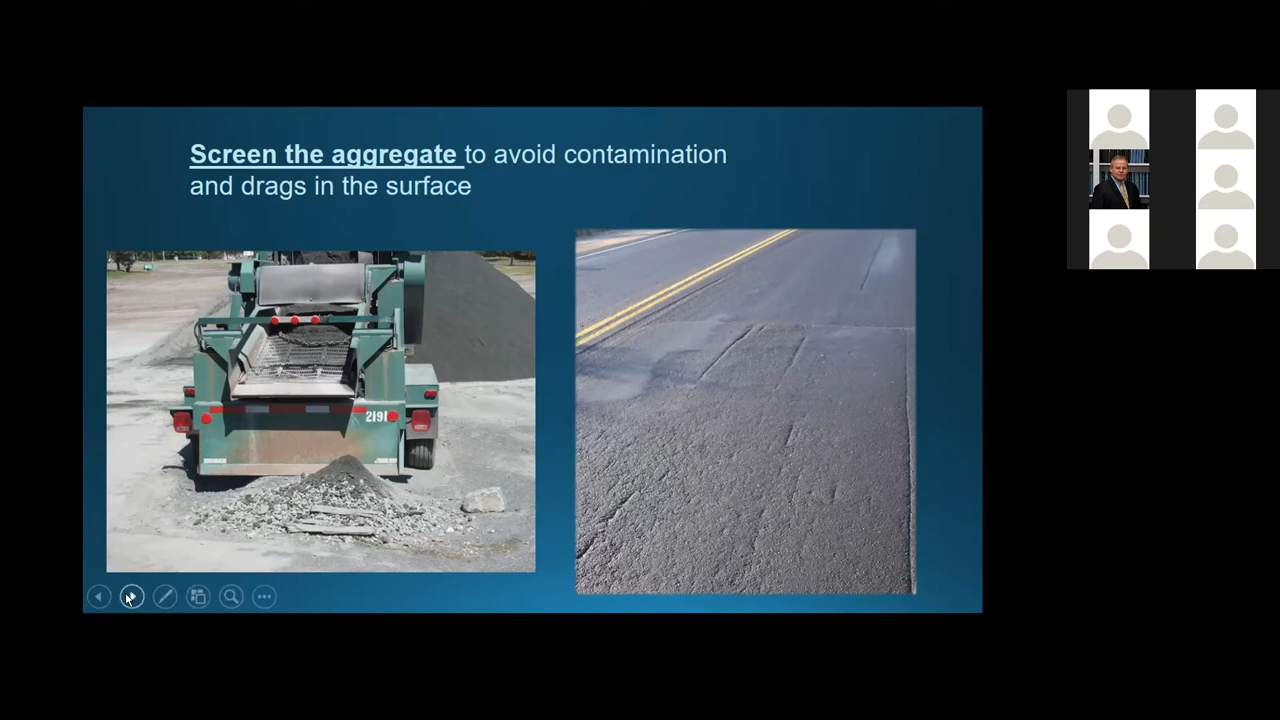 Screen the aggregate to avoid contamination
and drags in the surface
2191